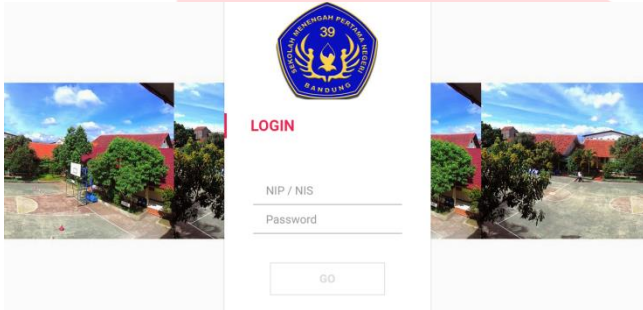 SEKOLAH MENENGAH PERTAMA NEGERI
39
BANDUNG
LOGIN
NIP / NIS
Password
GO